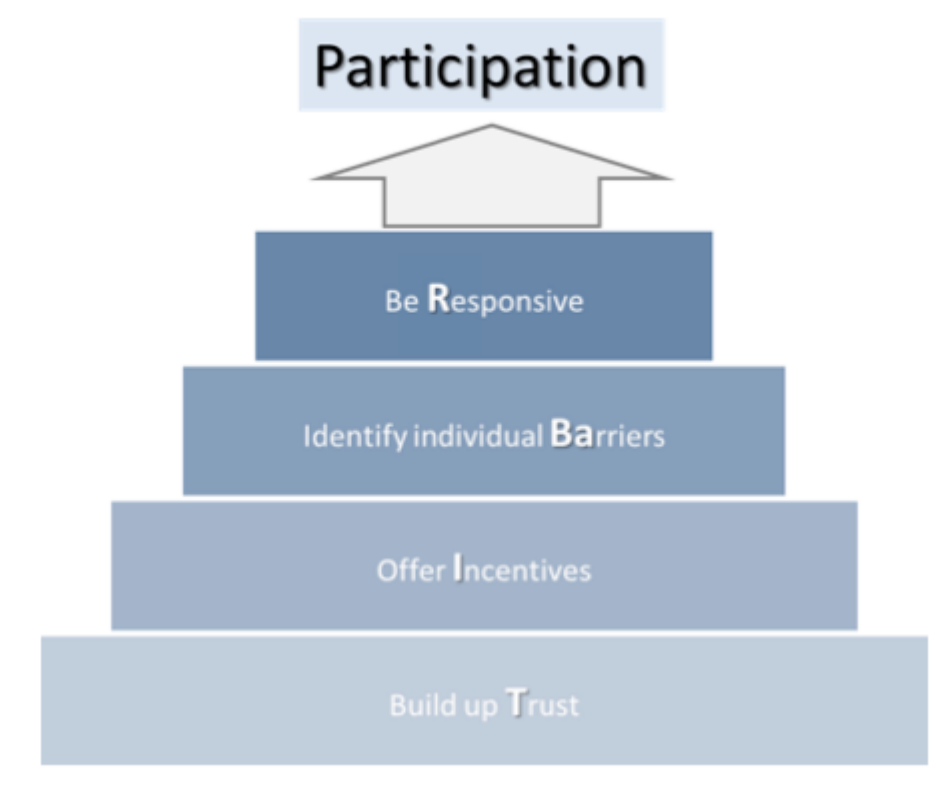 Participation
Be Responsive
Identify individual Barriers
Offer Incentives
Build up Trust